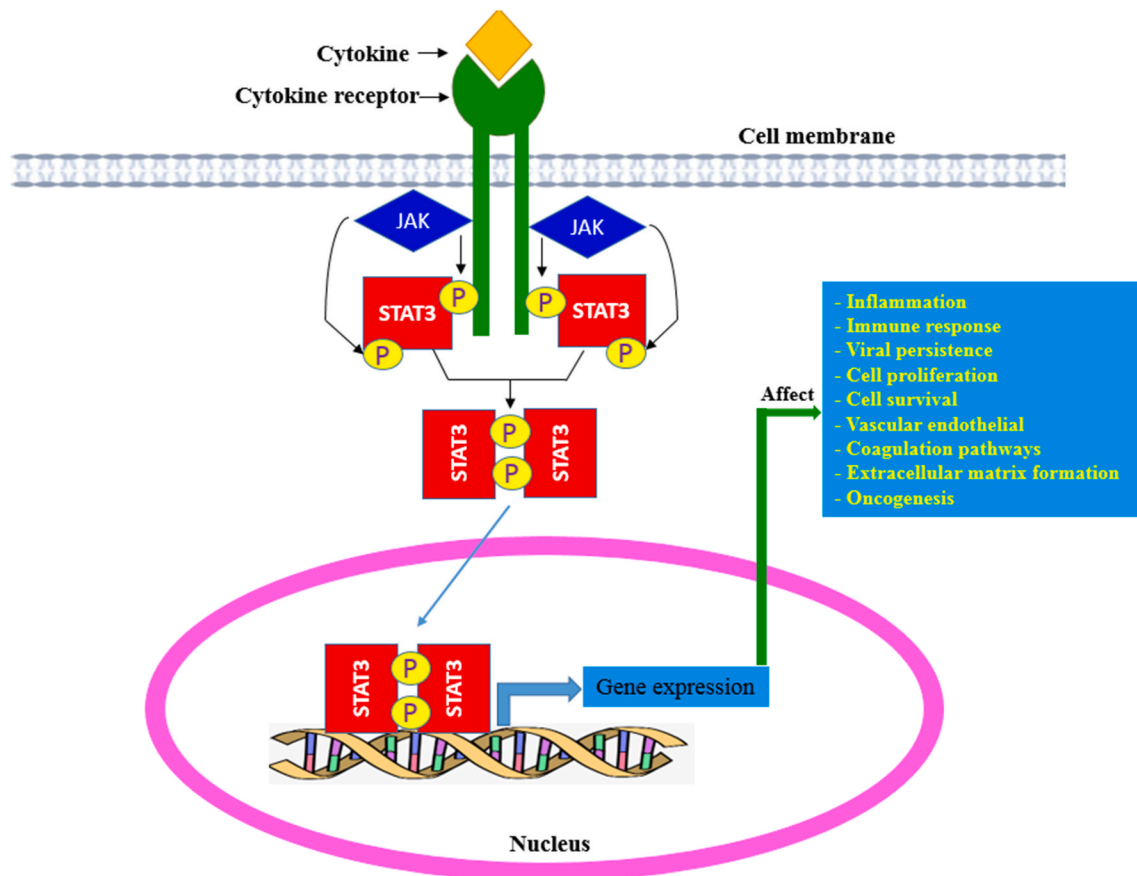 Cytokine
Cytokine receptor
Cell membrane
JAK
JAK
P
P
STAT3
STAT3
P
P
- Inflammation
- Immune response
- Viral persistence
- Cell proliferation
- Cell survival
- Vascular endothelial
- Coagulation pathways
- Extracellular matrix formation
- Oncogenesis
Affect
STAT3
P
P
STAT3
STAT3
P
P
STAT3
Gene expression
Nucleus